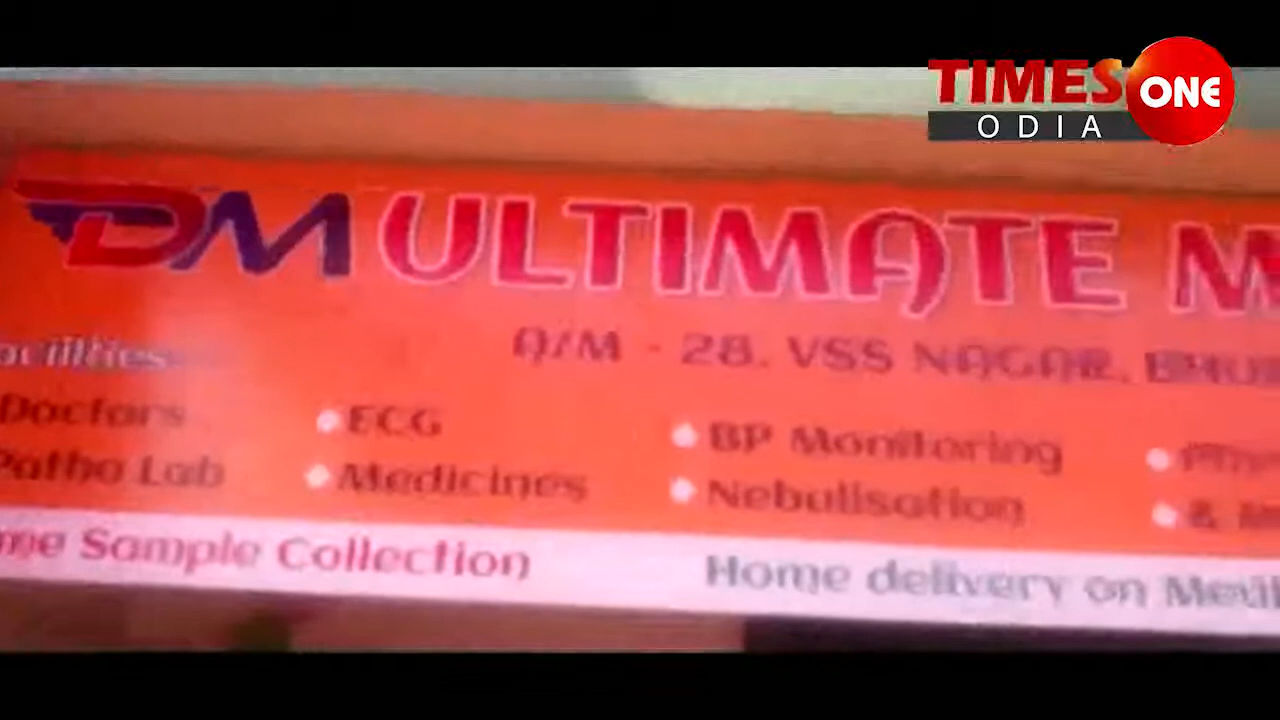 TIMES ONE
ODIA
DM ULTIMATE
A/M - 28, VSS NAGAR,
Doctors • ECG • BP Monitoring
Patho Lab • Medicines • Nebulisation
Sample Collection Home delivery on